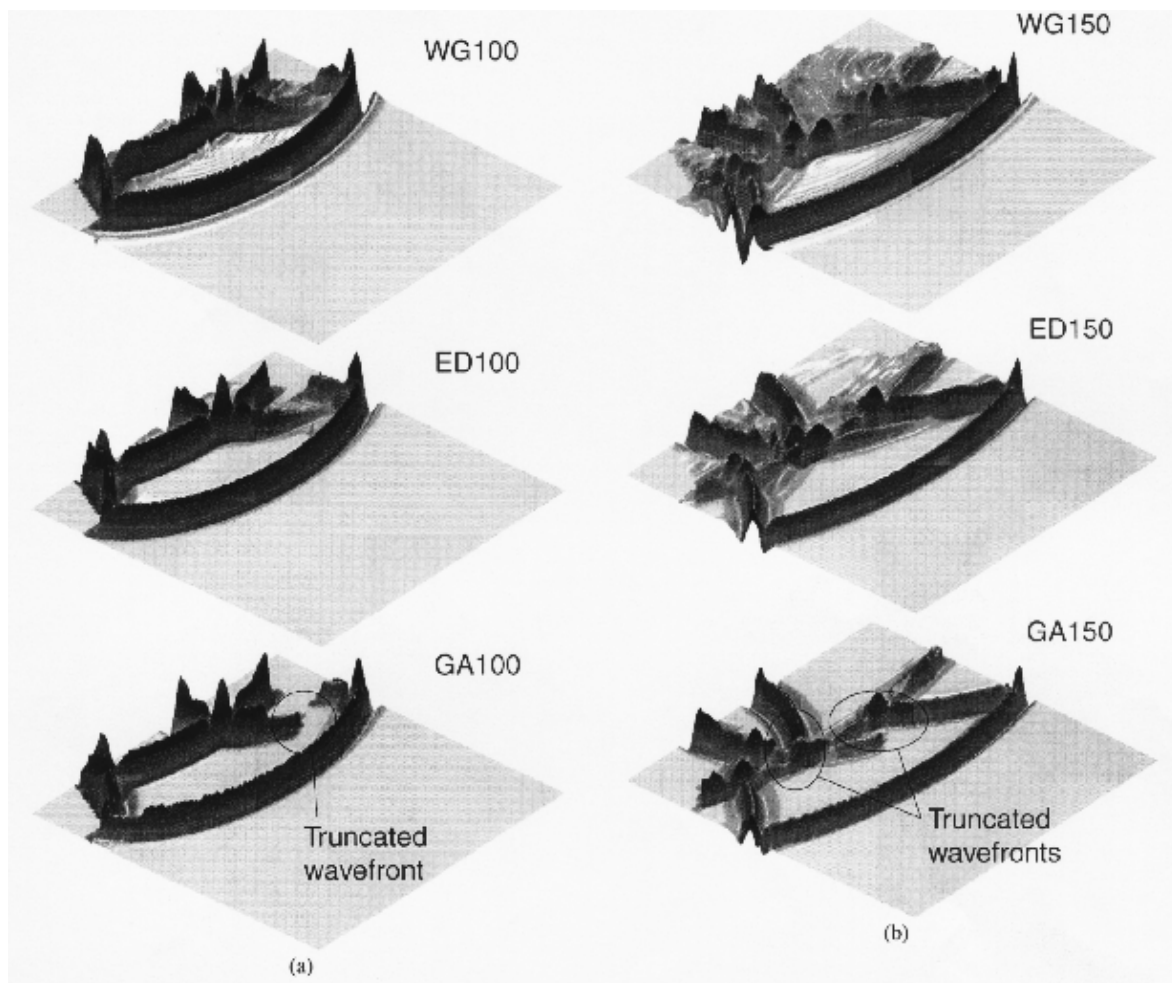 WG100
WG150
ED100
ED150
GA100
GA150
Truncated
wavefront
Truncated
wavefronts
(a)
(b)